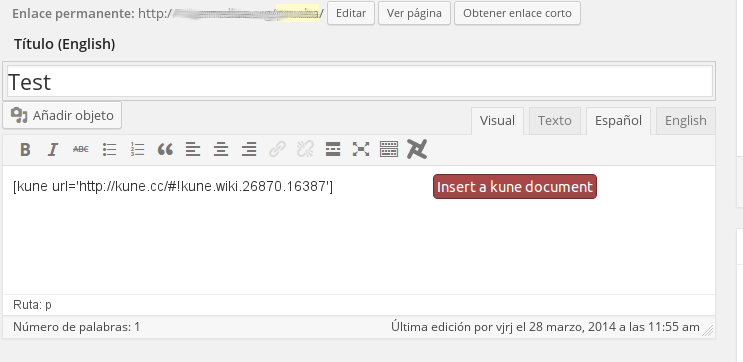 Enlace permanente: http:// / Editar Ver página Obtener enlace corto
Título (English)
Test
Añadir objeto
Visual Texto Español English
B I ABC
[kune url='http://kune.cc/#!kune.wiki.26870.16387']
Insert a kune document
Ruta: p
Número de palabras: 1 Última edición por vjrj el 28 marzo, 2014 a las 11:55 am